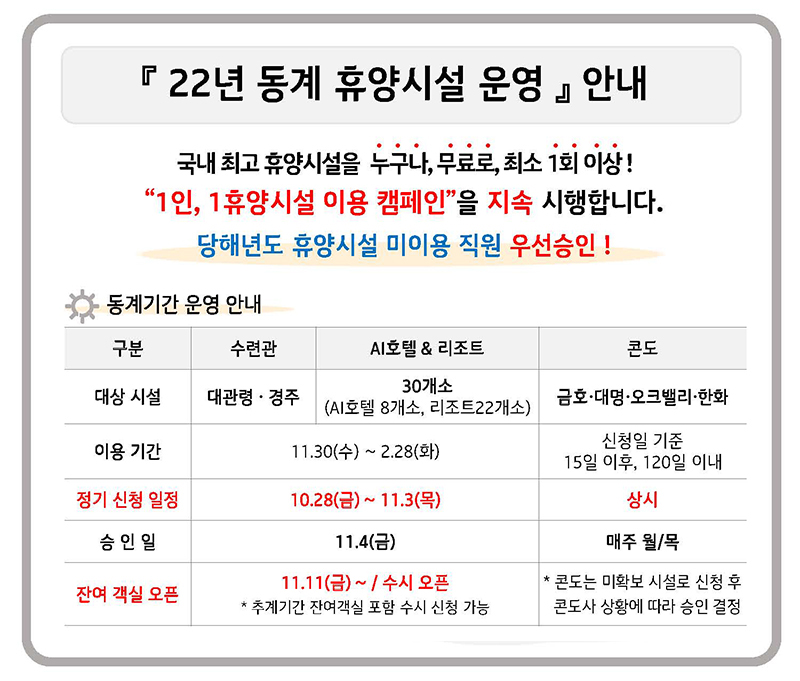 『 22년 동계 휴양시설 운영 』 안내
국내 최고 휴양시설을 누구나, 무료로, 최소 1회 이상!
“1인, 1휴양시설 이용 캠페인”을 지속 시행합니다.
당해년도 휴양시설 미이용 직원 우선승인 !
동계기간 운영 안내
구분 수련관 AI호텔 & 리조트 콘도
대상 시설 대관령 · 경주 30개소 (AI호텔 8개소, 리조트22개소) 금호·대명·오크밸리·한화
이용 기간 11.30(수) ~ 2.28(화) 신청일 기준 15일 이후, 120일 이내
정기 신청 일정 10.28(금) ~ 11.3(목) 상시
승 인 일 11.4(금) 매주 월/목
잔여 객실 오픈 11.11(금) ~ / 수시 오픈 * 추계기간 잔여객실 포함 수시 신청 가능 * 콘도는 미확보 시설로 신청 후 콘도사 상황에 따라 승인 결정